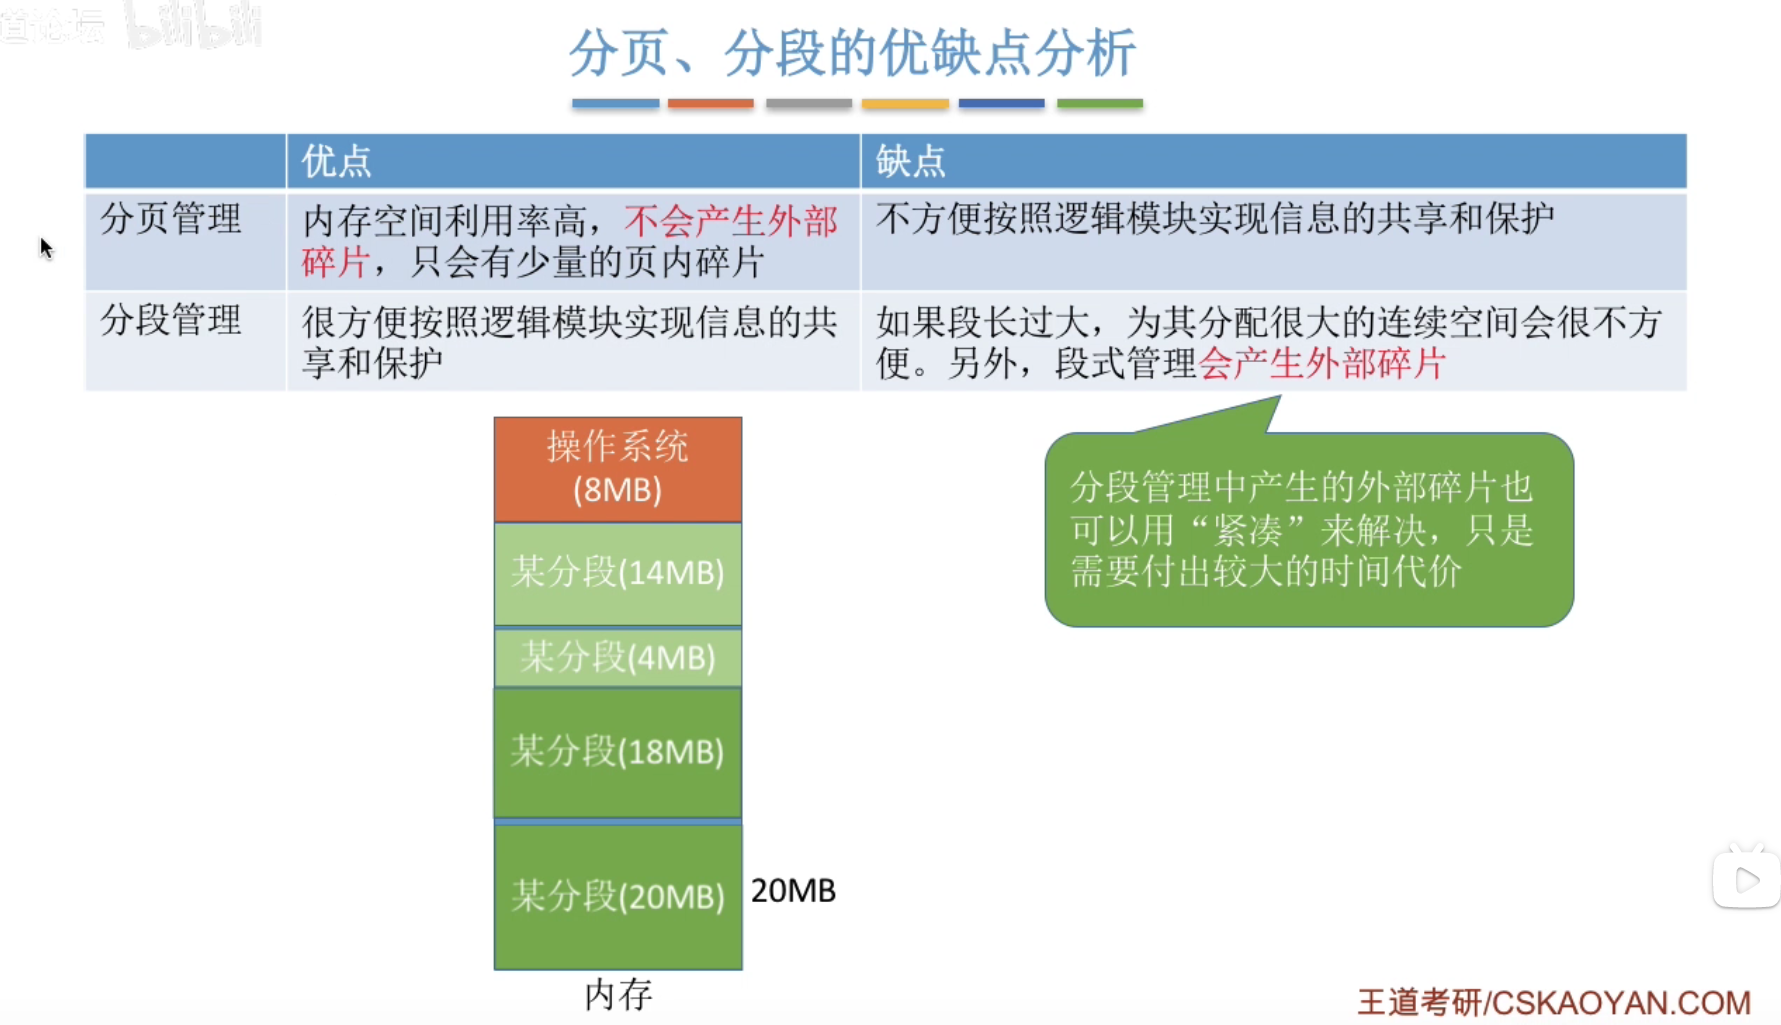 道论坛 bilibili
分页、分段的优缺点分析
优点
缺点
分页管理
内存空间利用率高，不会产生外部
碎片，只会有少量的页内碎片
不方便按照逻辑模块实现信息的共享和保护
分段管理
很方便按照逻辑模块实现信息的共
享和保护
如果段长过大，为其分配很大的连续空间会很不方
便。另外，段式管理会产生外部碎片
操作系统
(8MB)
某分段(14MB)
某分段(4MB)
某分段(18MB)
某分段(20MB)
20MB
内存
分段管理中产生的外部碎片也
可以用“紧凑”来解决，只是
需要付出较大的时间代价
王道考研/CSKAOYAN.COM